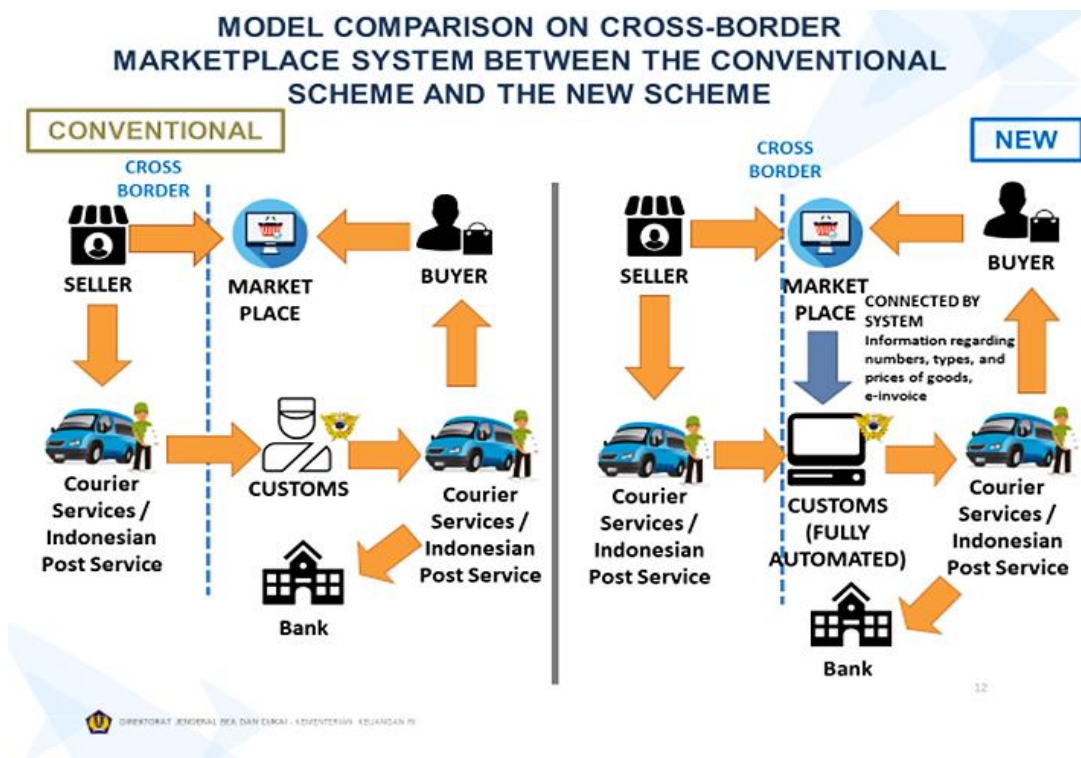 MODEL COMPARISON ON CROSS-BORDER
MARKETPLACE SYSTEM BETWEEN THE CONVENTIONAL
SCHEME AND THE NEW SCHEME
CONVENTIONAL
CROSS
BORDER
SELLER
MARKET
PLACE
BUYER
Courier
Services /
Indonesian
Post Service
CUSTOMS
Courier
Services /
Indonesian
Post Service
Bank
NEW
CROSS
BORDER
SELLER
MARKET
PLACE
BUYER
CONNECTED BY
SYSTEM
Information regarding
numbers, types, and
prices of goods,
e-invoice
Courier
Services /
Indonesian
Post Service
CUSTOMS
(FULLY
AUTOMATED)
Courier
Services /
Indonesian
Post Service
Bank
12
DIREKTORAT JENDERAL BEA DAN CUKAI - KEMENTERIAN KEUANGAN RI